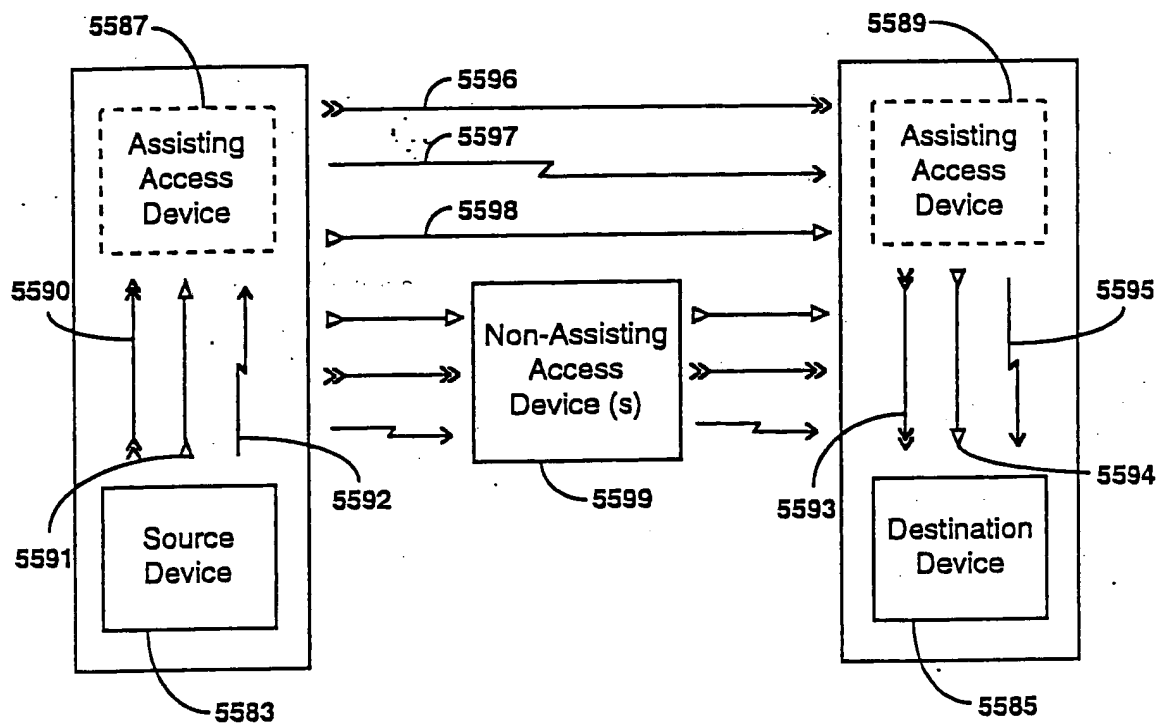 5587
5589
5596
Assisting
Access
Device
5597
Assisting
Access
Device
5598
5590
5595
Non-Assisting
Access
Device (s)
5591
5592
5599
5593
5594
Source
Device
Destination
Device
5583
5585